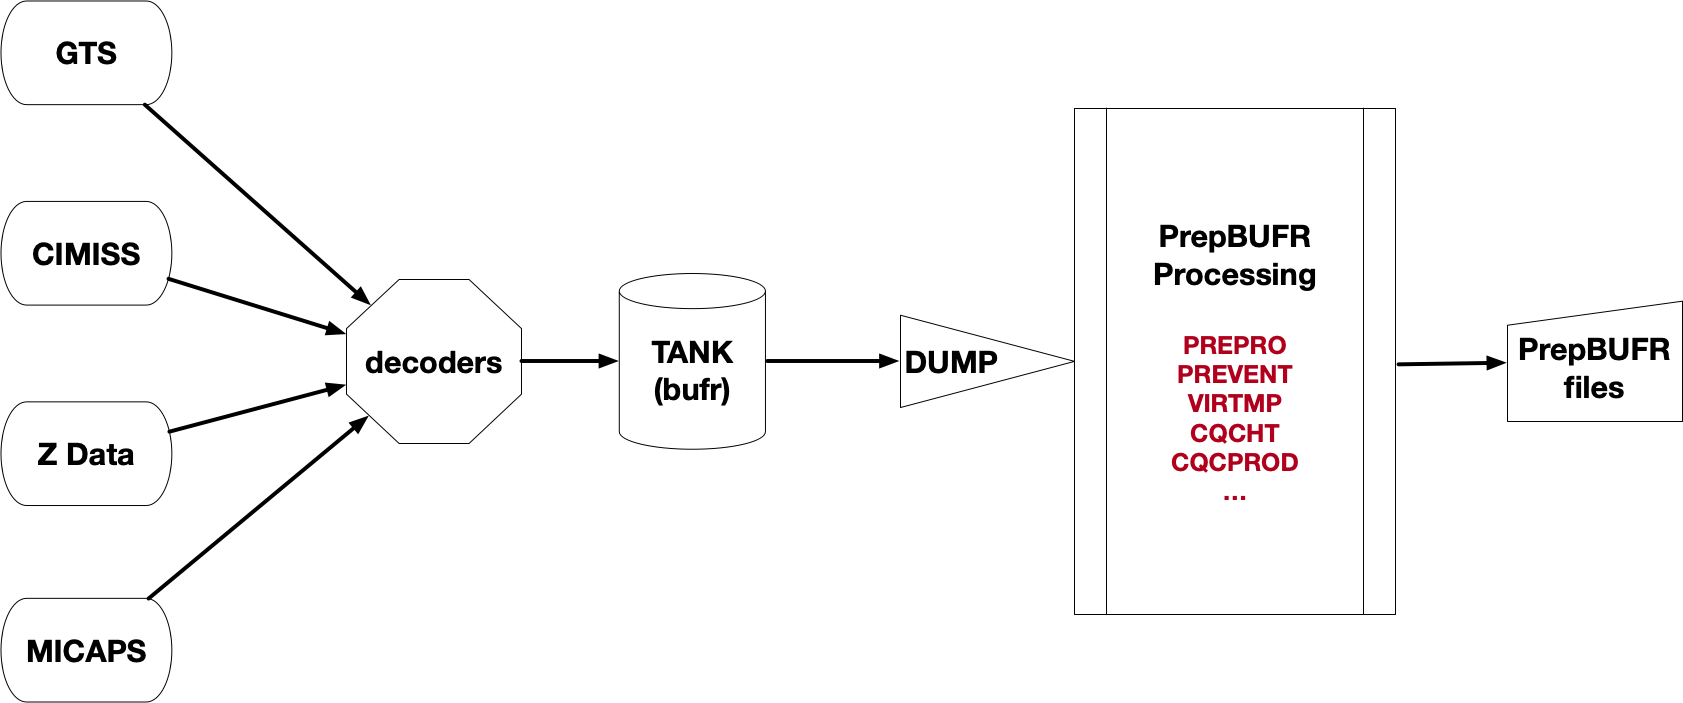 GTS
CIMISS
Z Data
MICAPS
decoders
TANK
(bufr)
DUMP
PrepBUFR
Processing
PREPRO
PREVENT
VIRTMP
CQCHT
CQCPROD
...
PrepBUFR
files